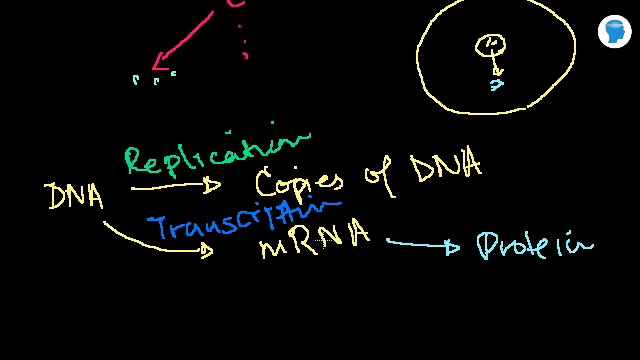 Replication
DNA → Copies of DNA
Transcription
mRNA → Protein